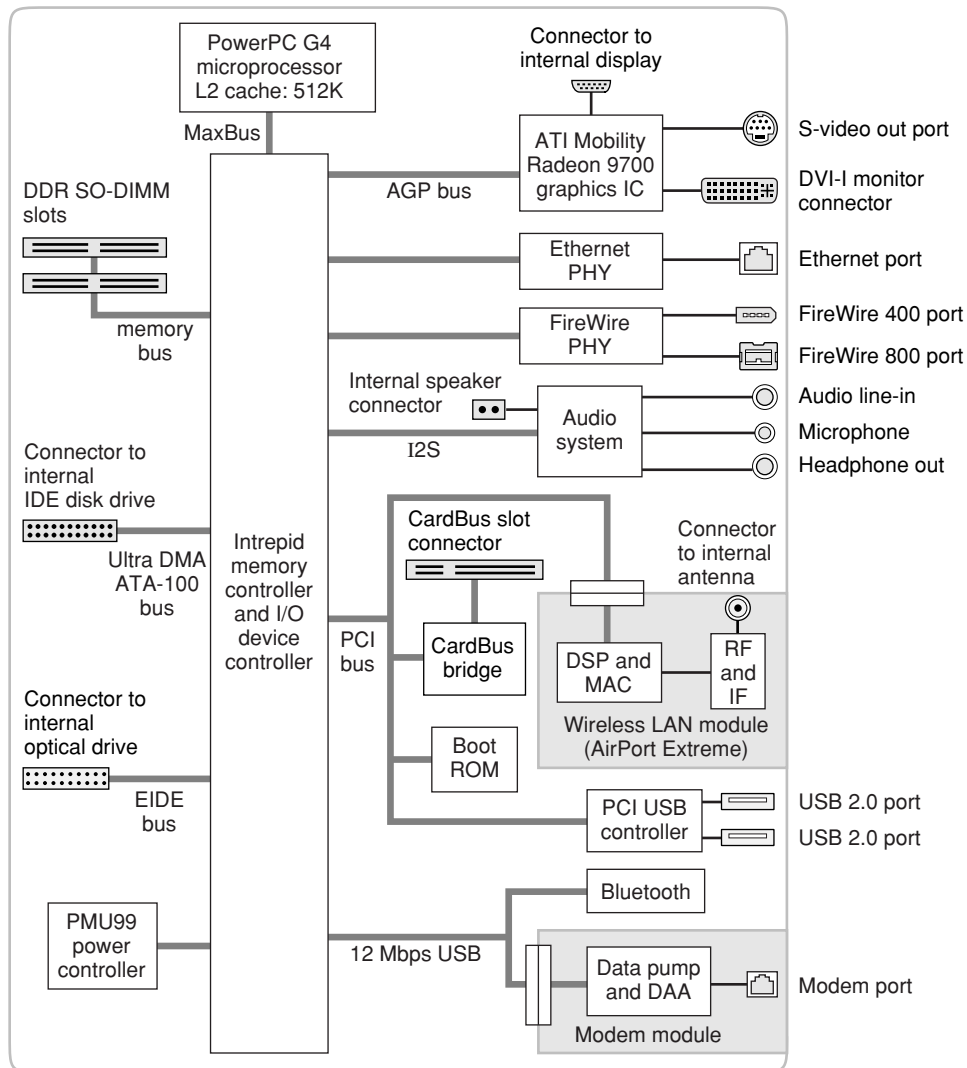 PowerPC G4
microprocessor
L2 cache: 512K
MaxBus
Connector to
internal display
ATI Mobility
Radeon 9700
graphics IC
AGP bus
S-video out port
DVI-I monitor
connector
DDR SO-DIMM
slots
memory
bus
Ethernet
PHY
Ethernet port
FireWire
PHY
FireWire 400 port
FireWire 800 port
Internal speaker
connector
Audio
system
I2S
Audio line-in
Microphone
Headphone out
Connector to
internal
IDE disk drive
Ultra DMA
ATA-100
bus
Intrepid
memory
controller
and I/O
device
controller
PCI
bus
CardBus slot
connector
CardBus
bridge
Connector
to internal
antenna
DSP and
MAC
RF
and
IF
Wireless LAN module
(AirPort Extreme)
Connector to
internal
optical drive
EIDE
bus
Boot
ROM
PCI USB
controller
USB 2.0 port
USB 2.0 port
PMU99
power
controller
12 Mbps USB
Bluetooth
Data pump
and DAA
Modem module
Modem port